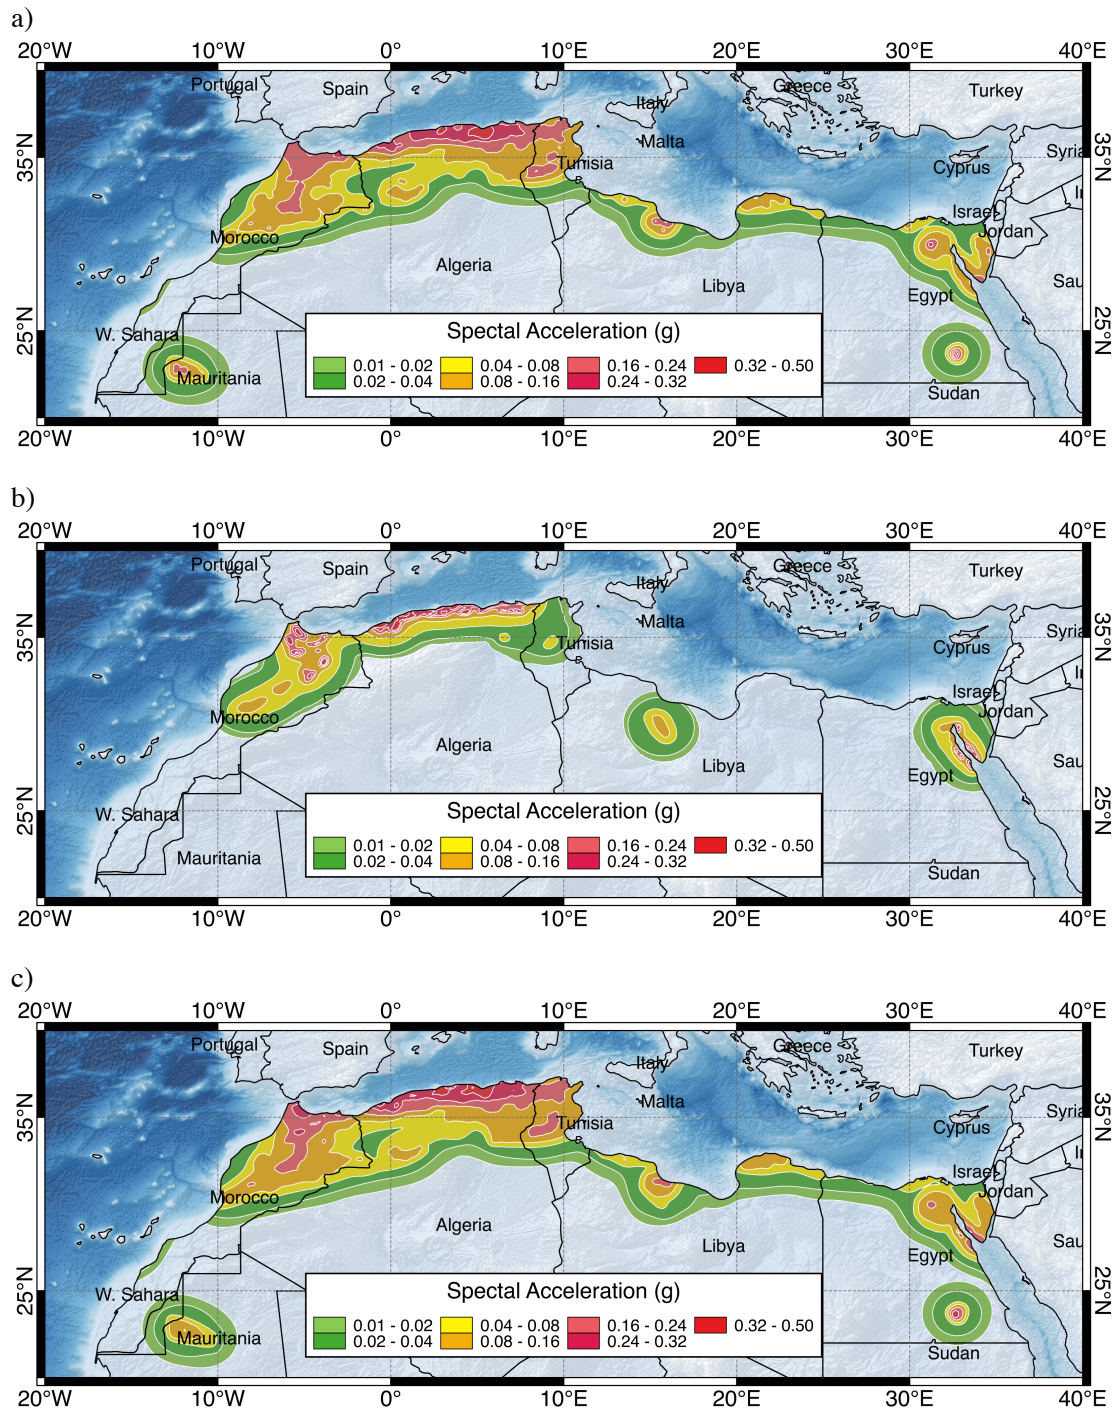 a)
20°W 10°W 0° 10°E 20°E 30°E 40°E
Portugal Spain Italy Greece Turkey
Malta
35°N Tunisia Cyprus Syria 35°N
Israel
Morocco Jordan
Algeria Libya Egypt Sau
25°N W. Sahara 25°N
Mauritania Sudan
Spectal Acceleration (g)
0.01 - 0.02 0.04 - 0.08 0.16 - 0.24 0.32 - 0.50
0.02 - 0.04 0.08 - 0.16 0.24 - 0.32
20°W 10°W 0° 10°E 20°E 30°E 40°E
b)
20°W 10°W 0° 10°E 20°E 30°E 40°E
Portugal Spain Italy Greece Turkey
Malta
35°N Tunisia Cyprus Syria 35°N
Israel
Morocco Jordan
Algeria Libya Egypt Sau
25°N W. Sahara 25°N
Mauritania Sudan
Spectal Acceleration (g)
0.01 - 0.02 0.04 - 0.08 0.16 - 0.24 0.32 - 0.50
0.02 - 0.04 0.08 - 0.16 0.24 - 0.32
20°W 10°W 0° 10°E 20°E 30°E 40°E
c)
20°W 10°W 0° 10°E 20°E 30°E 40°E
Portugal Spain Italy Greece Turkey
Malta
35°N Tunisia Cyprus Syria 35°N
Israel
Morocco Jordan
Algeria Libya Egypt Sau
25°N W. Sahara 25°N
Mauritania Sudan
Spectal Acceleration (g)
0.01 - 0.02 0.04 - 0.08 0.16 - 0.24 0.32 - 0.50
0.02 - 0.04 0.08 - 0.16 0.24 - 0.32
20°W 10°W 0° 10°E 20°E 30°E 40°E